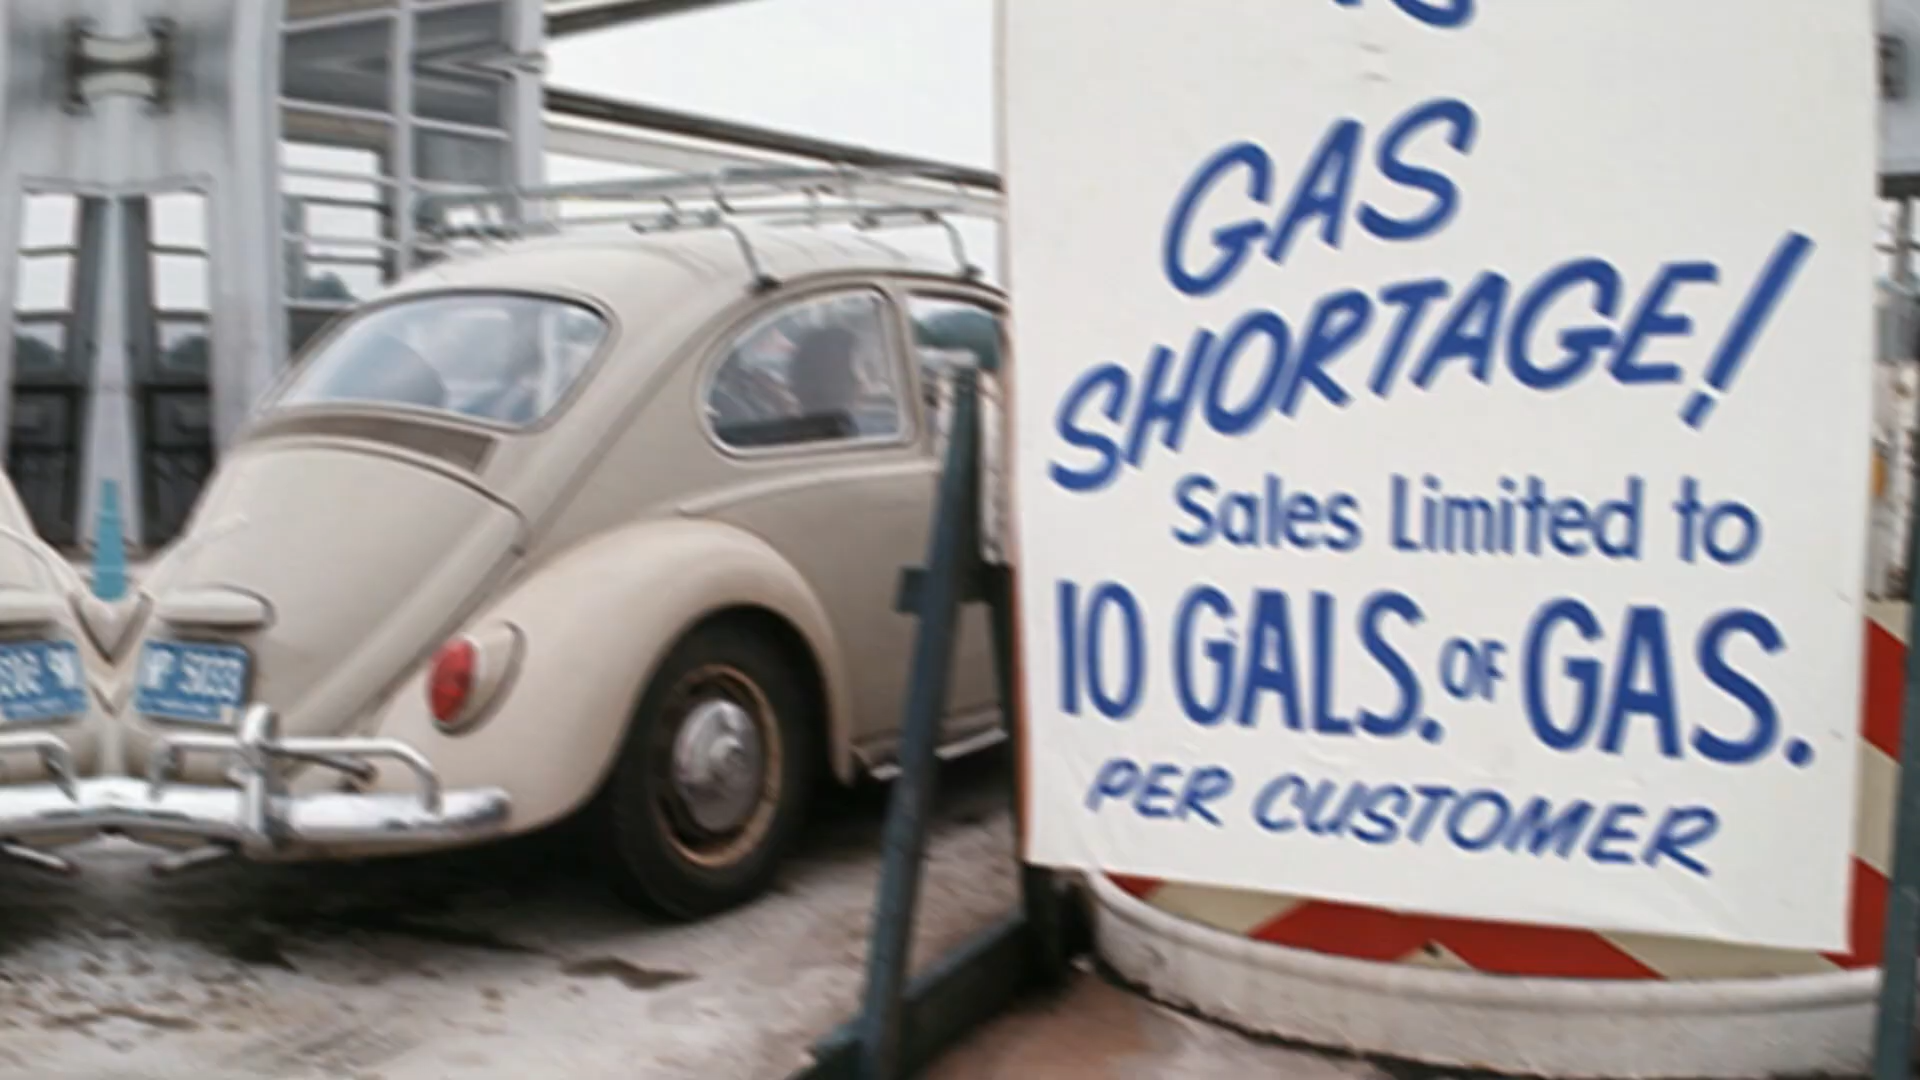 GAS
SHORTAGE!
Sales Limited to
10 GALS. OF GAS.
PER CUSTOMER